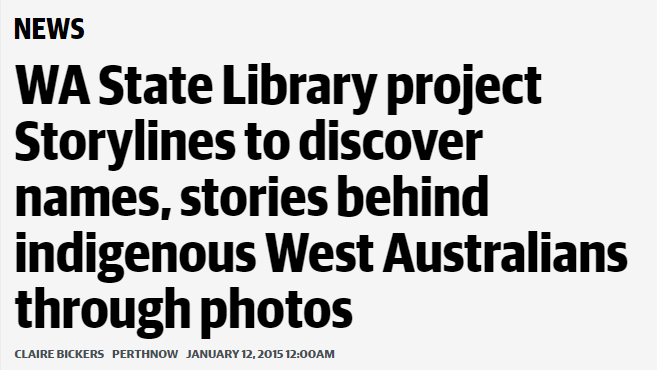 NEWS
WA State Library project
Storylines to discover
names, stories behind
indigenous West Australians
through photos
CLAIRE BICKERS PERTHNOW JANUARY 12, 2015 12:00AM